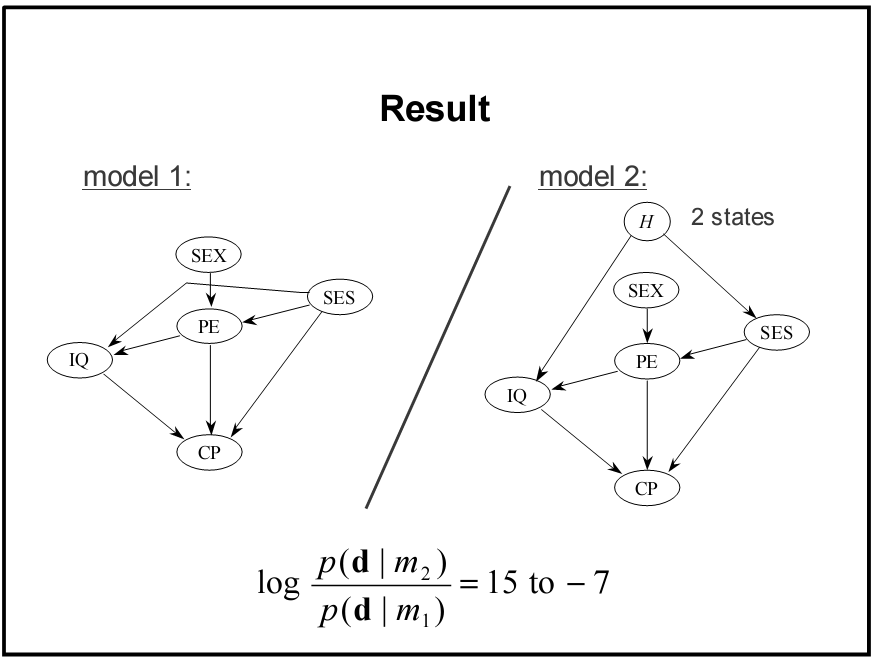 Result
model 1:
SEX
SES
PE
IQ
CP
model 2:
H
2 states
SEX
SES
PE
IQ
CP
log p(d | m₂) / p(d | m₁) = 15 to − 7